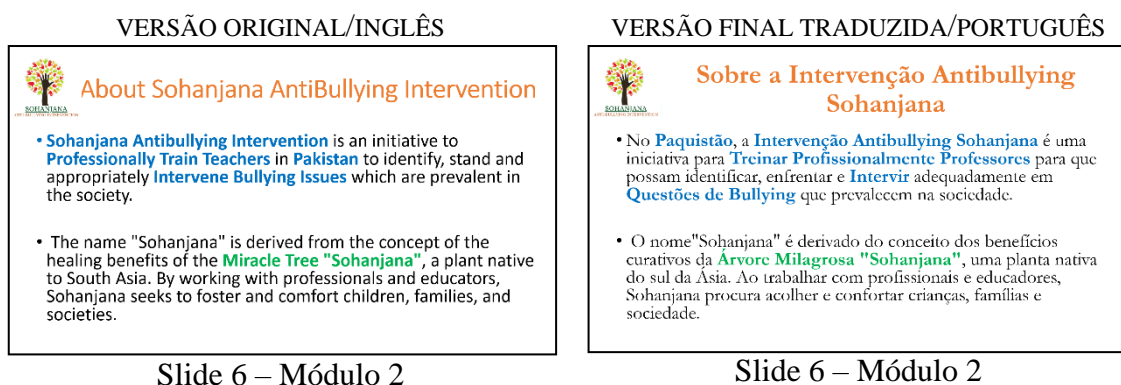 VERSÃO ORIGINAL/INGLÊS
SOHANJANA
ANTIBULLYING INTERVENTION
About Sohanjana AntiBullying Intervention
• Sohanjana Antibullying Intervention is an initiative to
Professionally Train Teachers in Pakistan to identify, stand and
appropriately Intervene Bullying Issues which are prevalent in
the society.
• The name "Sohanjana" is derived from the concept of the
healing benefits of the Miracle Tree "Sohanjana", a plant native
to South Asia. By working with professionals and educators,
Sohanjana seeks to foster and comfort children, families, and
societies.
Slide 6 – Módulo 2
VERSÃO FINAL TRADUZIDA/PORTUGUÊS
SOHANJANA
ANTIBULLYING INTERVENTION
Sobre a Intervenção Antibullying
Sohanjana
• No Paquistão, a Intervenção Antibullying Sohanjana é uma
iniciativa para Treinar Profissionalmente Professores para que
possam identificar, enfrentar e Intervir adequadamente em
Questões de Bullying que prevalecem na sociedade.
• O nome"Sohanjana" é derivado do conceito dos benefícios
curativos da Árvore Milagrosa "Sohanjana", uma planta nativa
do sul da Ásia. Ao trabalhar com profissionais e educadores,
Sohanjana procura acolher e confortar crianças, famílias e
sociedade.
Slide 6 – Módulo 2